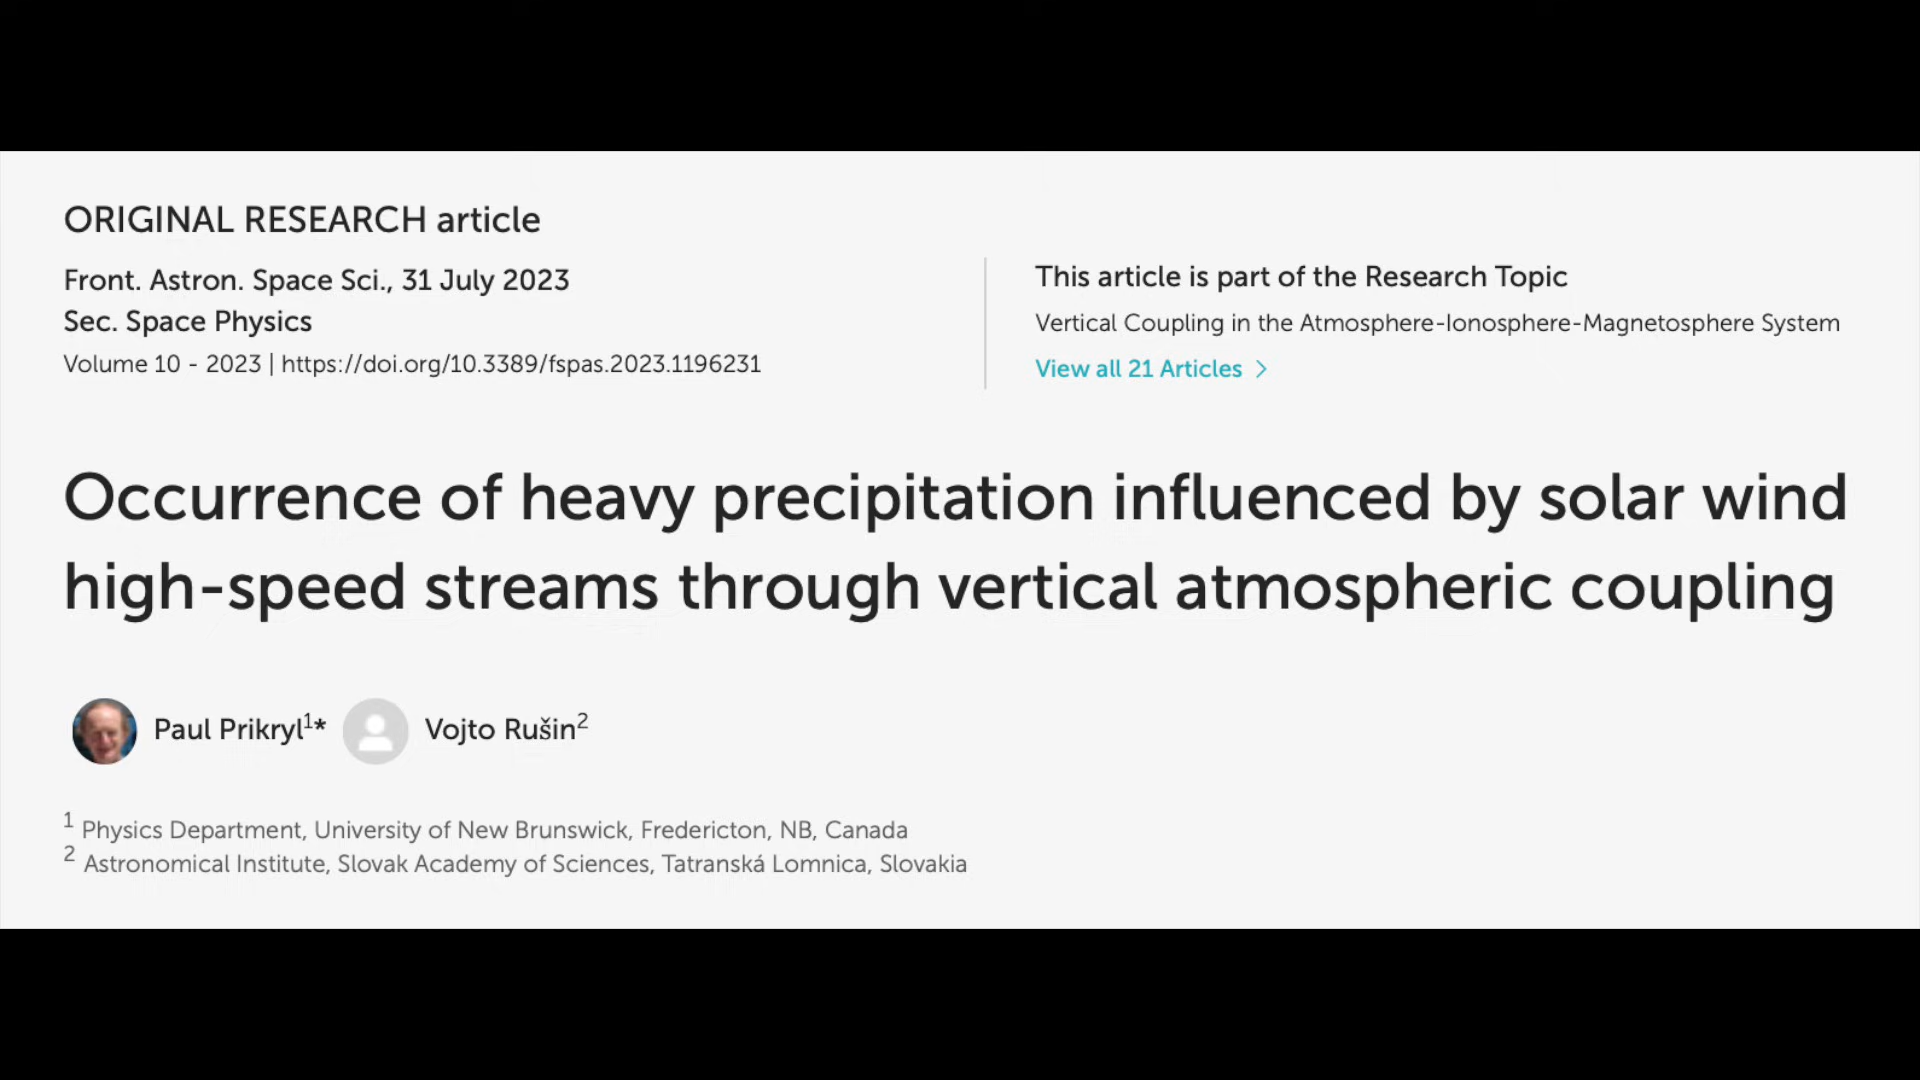 ORIGINAL RESEARCH article
Front. Astron. Space Sci., 31 July 2023
Sec. Space Physics
Volume 10 - 2023 | https://doi.org/10.3389/fspas.2023.1196231
This article is part of the Research Topic
Vertical Coupling in the Atmosphere-Ionosphere-Magnetosphere System
View all 21 Articles >
Occurrence of heavy precipitation influenced by solar wind
high-speed streams through vertical atmospheric coupling
Paul Prikryl¹* Vojto Rušin²
¹ Physics Department, University of New Brunswick, Fredericton, NB, Canada
² Astronomical Institute, Slovak Academy of Sciences, Tatranská Lomnica, Slovakia